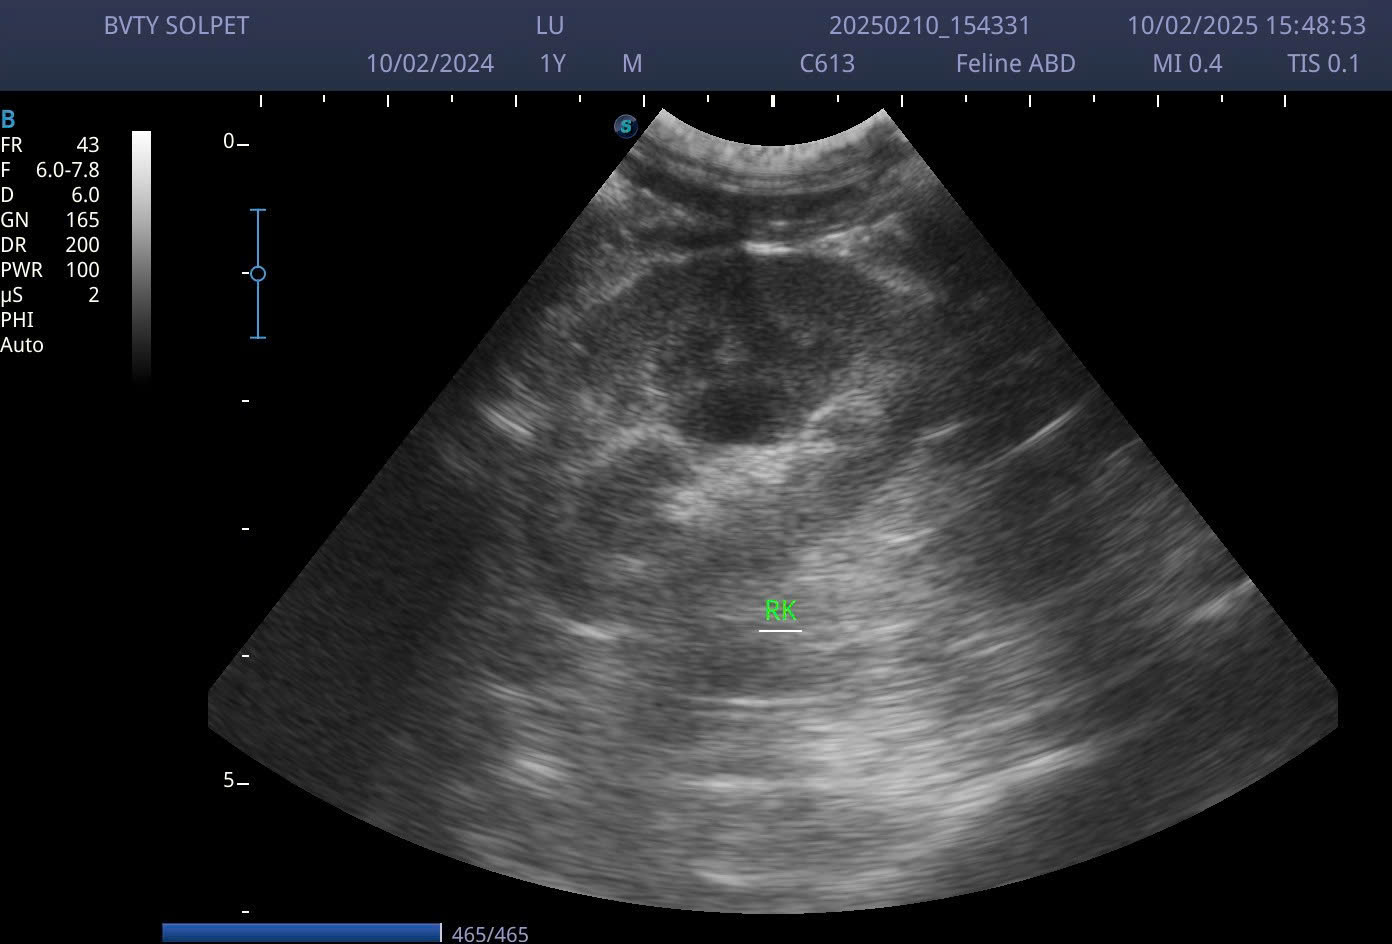 BVTY SOLPET LU 20250210_154331 10/02/2025 15:48:53
10/02/2024 1Y M C613 Feline ABD MI 0.4 TIS 0.1
B
FR 43
F 6.0-7.8
D 6.0
GN 165
DR 200
PWR 100
µS 2
PHI
Auto
0
S
RK
5
465/465